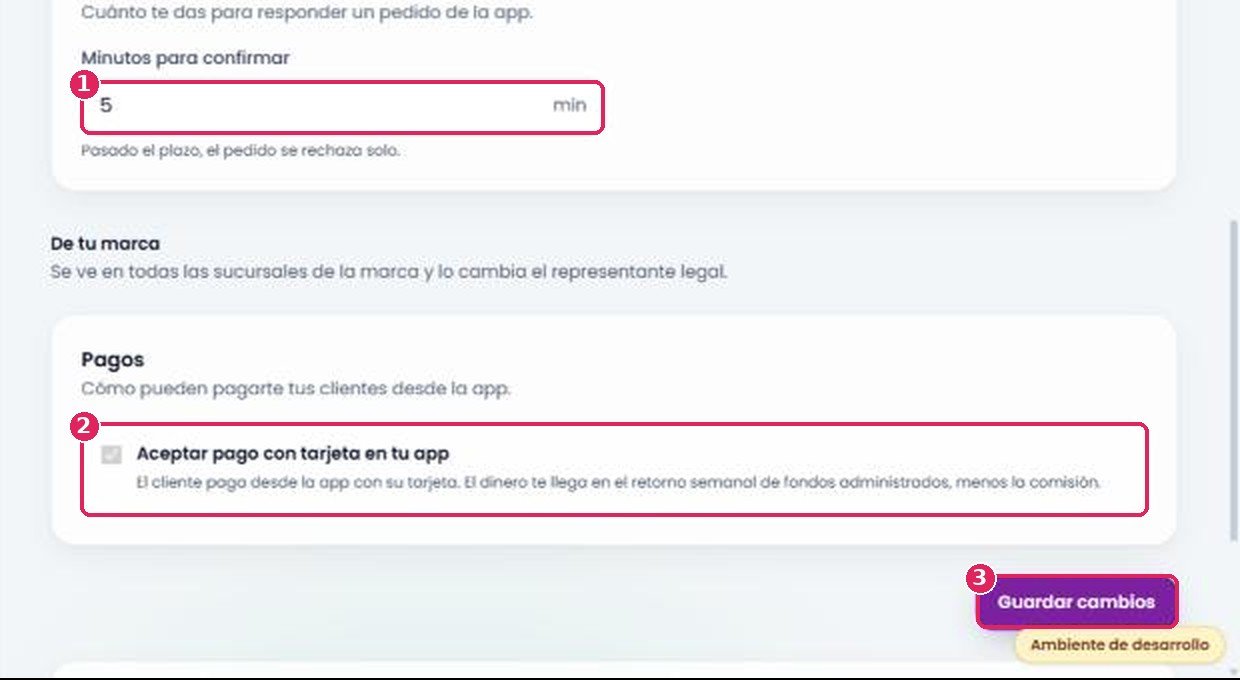 Cuánto te das para responder un pedido de la app.
Minutos para confirmar
1
5 min
Pasado el plazo, el pedido se rechaza solo.
De tu marca
Se ve en todas las sucursales de la marca y lo cambia el representante legal.
Pagos
Cómo pueden pagarte tus clientes desde la app.
2
Aceptar pago con tarjeta en tu app
El cliente paga desde la app con su tarjeta. El dinero te llega en el retorno semanal de fondos administrados, menos la comisión.
3
Guardar cambios
Ambiente de desarrollo